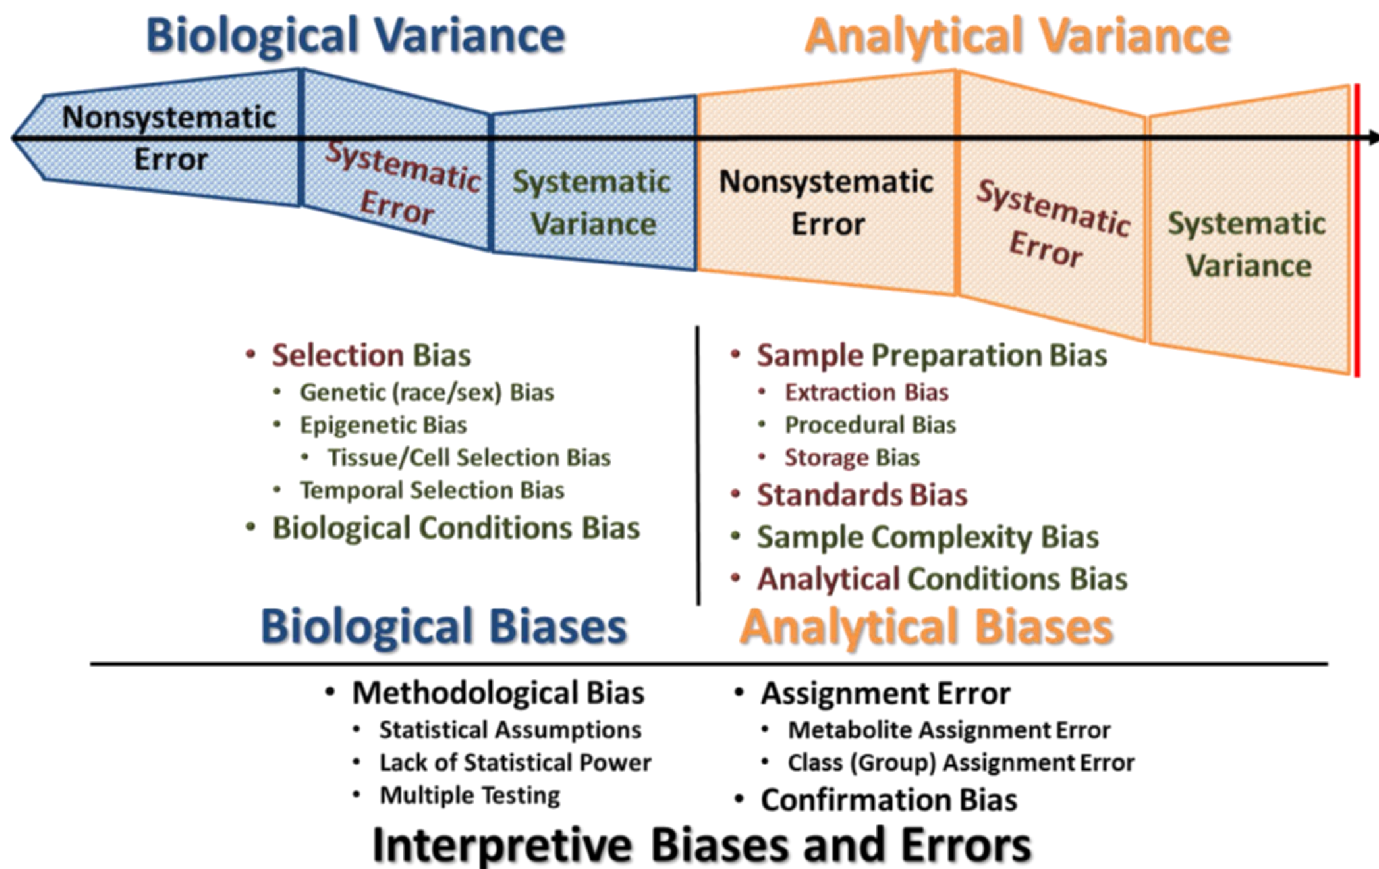 Biological Variance
Analytical Variance
Nonsystematic
Error
Systematic
Error
Systematic
Variance
Nonsystematic
Error
Systematic
Error
Systematic
Variance
• Selection Bias
• Genetic (race/sex) Bias
• Epigenetic Bias
• Tissue/Cell Selection Bias
• Temporal Selection Bias
• Biological Conditions Bias
Biological Biases
• Sample Preparation Bias
• Extraction Bias
• Procedural Bias
• Storage Bias
• Standards Bias
• Sample Complexity Bias
• Analytical Conditions Bias
Analytical Biases
• Methodological Bias
• Statistical Assumptions
• Lack of Statistical Power
• Multiple Testing
• Assignment Error
• Metabolite Assignment Error
• Class (Group) Assignment Error
• Confirmation Bias
Interpretive Biases and Errors